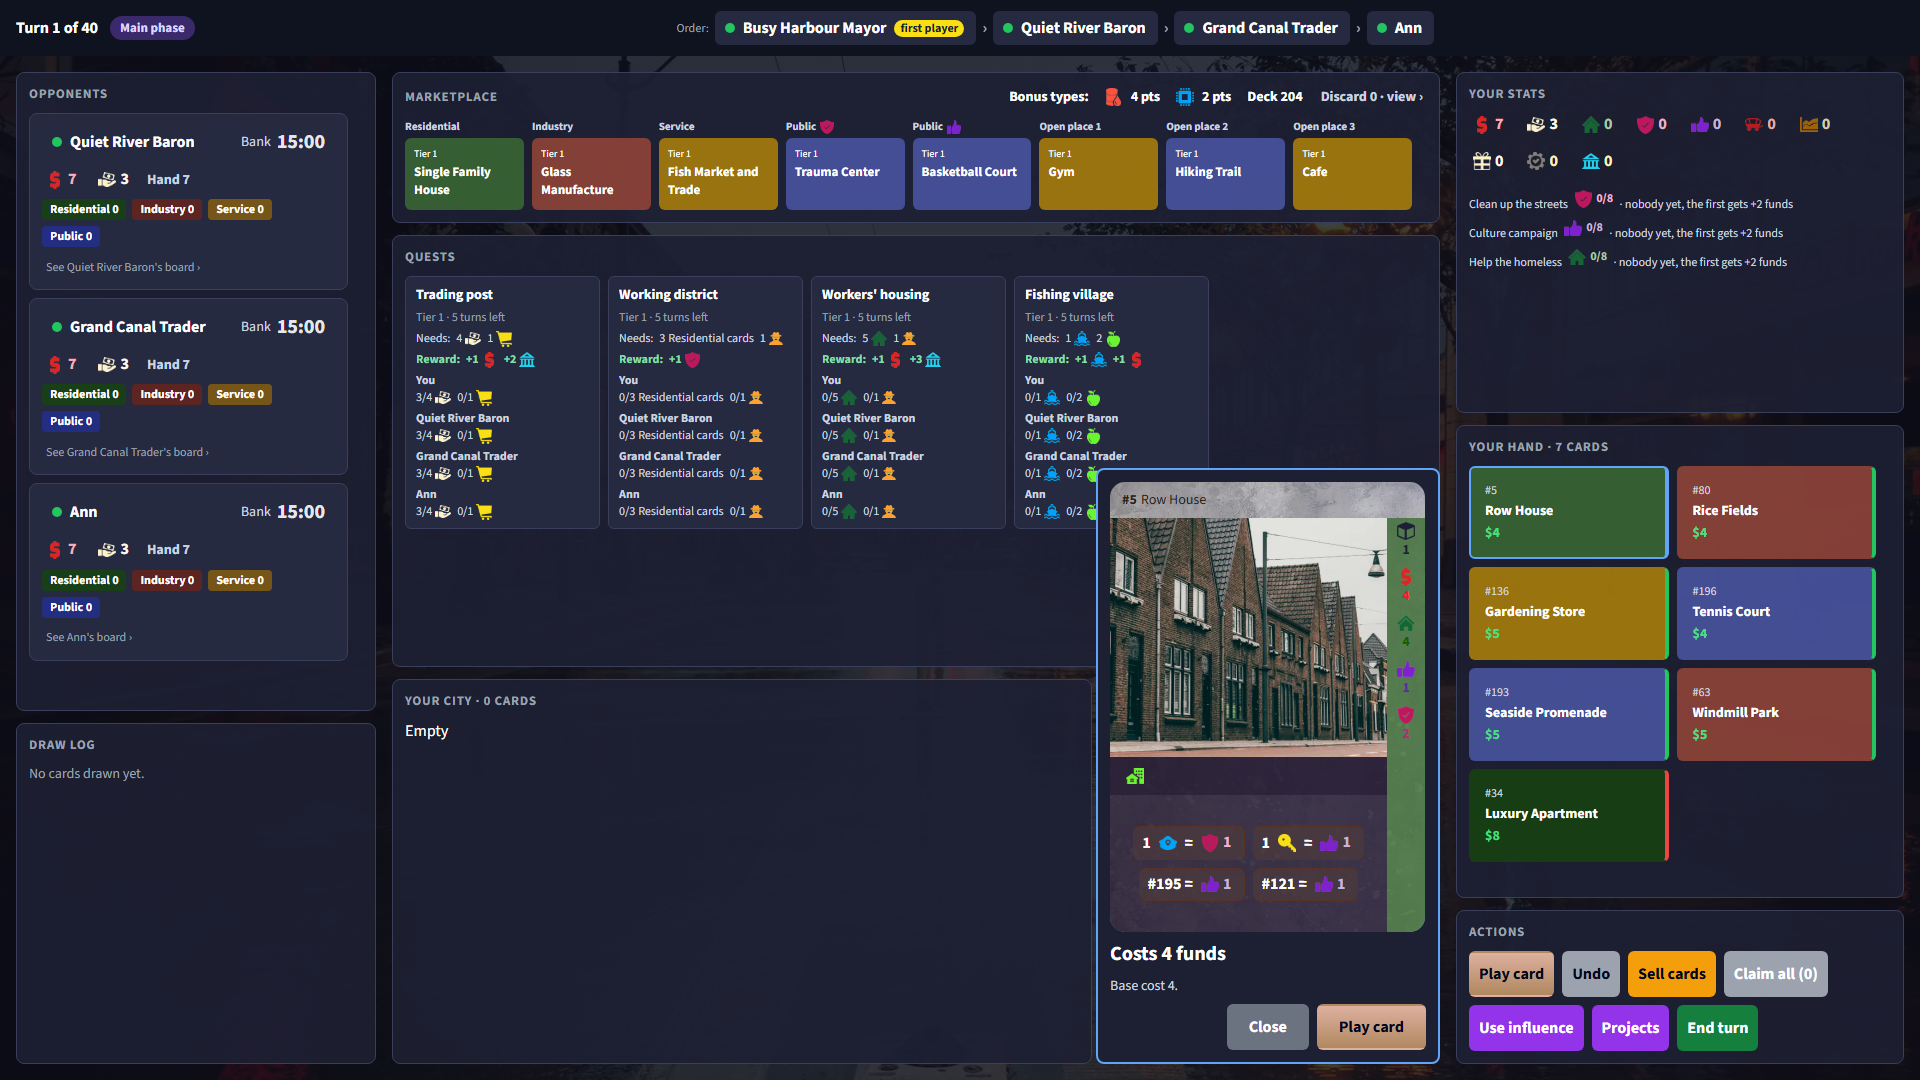 Turn 1 of 40 Main phase
Order: Busy Harbour Mayor first player › Quiet River Baron › Grand Canal Trader › Ann
OPPONENTS
Quiet River Baron Bank 15:00
7 3 Hand 7
Residential 0 Industry 0 Service 0
Public 0
See Quiet River Baron's board ›
Grand Canal Trader Bank 15:00
7 3 Hand 7
Residential 0 Industry 0 Service 0
Public 0
See Grand Canal Trader's board ›
Ann Bank 15:00
7 3 Hand 7
Residential 0 Industry 0 Service 0
Public 0
See Ann's board ›
DRAW LOG
No cards drawn yet.
MARKETPLACE
Bonus types: 4 pts 2 pts Deck 204 Discard 0 · view ›
Residential
Tier 1
Single Family
House
Industry
Tier 1
Glass
Manufacture
Service
Tier 1
Fish Market and
Trade
Public
Tier 1
Trauma Center
Public
Tier 1
Basketball Court
Open place 1
Tier 1
Gym
Open place 2
Tier 1
Hiking Trail
Open place 3
Tier 1
Cafe
QUESTS
Trading post
Tier 1 · 5 turns left
Needs: 4 1
Reward: +1 +2
You
3/4 0/1
Quiet River Baron
3/4 0/1
Grand Canal Trader
3/4 0/1
Ann
3/4 0/1
Working district
Tier 1 · 5 turns left
Needs: 3 Residential cards 1
Reward: +1
You
0/3 Residential cards 0/1
Quiet River Baron
0/3 Residential cards 0/1
Grand Canal Trader
0/3 Residential cards 0/1
Ann
0/3 Residential cards 0/1
Workers' housing
Tier 1 · 5 turns left
Needs: 5 1
Reward: +1 +3
You
0/5 0/1
Quiet River Baron
0/5 0/1
Grand Canal Trader
0/5 0/1
Ann
0/5 0/1
Fishing village
Tier 1 · 5 turns left
Needs: 1 2
Reward: +1 +1
You
0/1 0/2
Quiet River Baron
0/1 0/2
Grand Canal Trader
0/1 0/2
Ann
0/1 0/2
YOUR CITY · 0 CARDS
Empty
#5 Row House
1
4
4
1
2
1 = 1 1 = 1
#195 = 1 #121 = 1
Costs 4 funds
Base cost 4.
Close Play card
YOUR STATS
$ 7 3 0 0 0 0 0
0 0 0
Clean up the streets 0/8 · nobody yet, the first gets +2 funds
Culture campaign 0/8 · nobody yet, the first gets +2 funds
Help the homeless 0/8 · nobody yet, the first gets +2 funds
YOUR HAND · 7 CARDS
#5
Row House
$4
#80
Rice Fields
$4
#136
Gardening Store
$5
#196
Tennis Court
$4
#193
Seaside Promenade
$5
#63
Windmill Park
$5
#34
Luxury Apartment
$8
ACTIONS
Play card Undo Sell cards Claim all (0)
Use influence Projects End turn